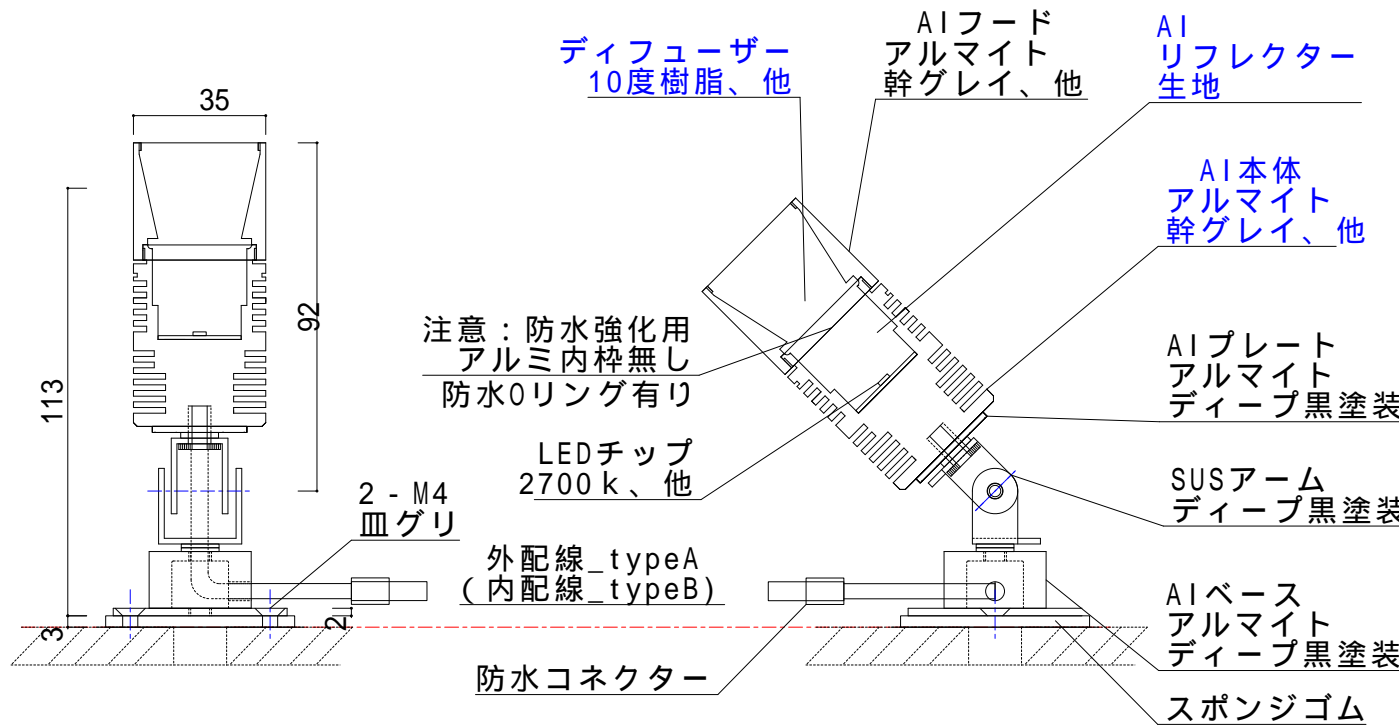 35
92
113
3
2
ディフューザー
10度樹脂、他
AIフード
アルマイト
幹グレイ、他
AI
リフレクター
生地
AI本体
アルマイト
幹グレイ、他
注意：防水強化用
アルミ内枠無し
防水Oリング有り
LEDチップ
2700k、他
AIプレート
アルマイト
ディープ黒塗装
SUSアーム
ディープ黒塗装
2 - M4
皿グリ
外配線_typeA
(内配線_typeB)
AIベース
アルマイト
ディープ黒塗装
防水コネクター
スポンジゴム